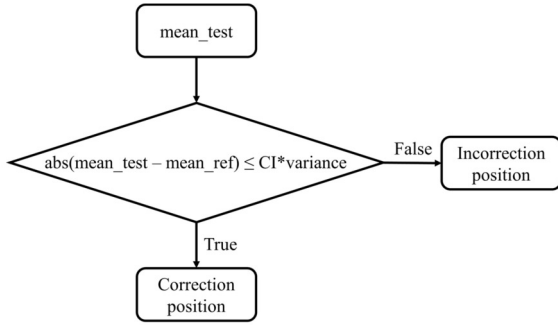 mean_test
abs(mean_test – mean_ref) ≤ CI*variance
False
Incorrection
position
True
Correction
position